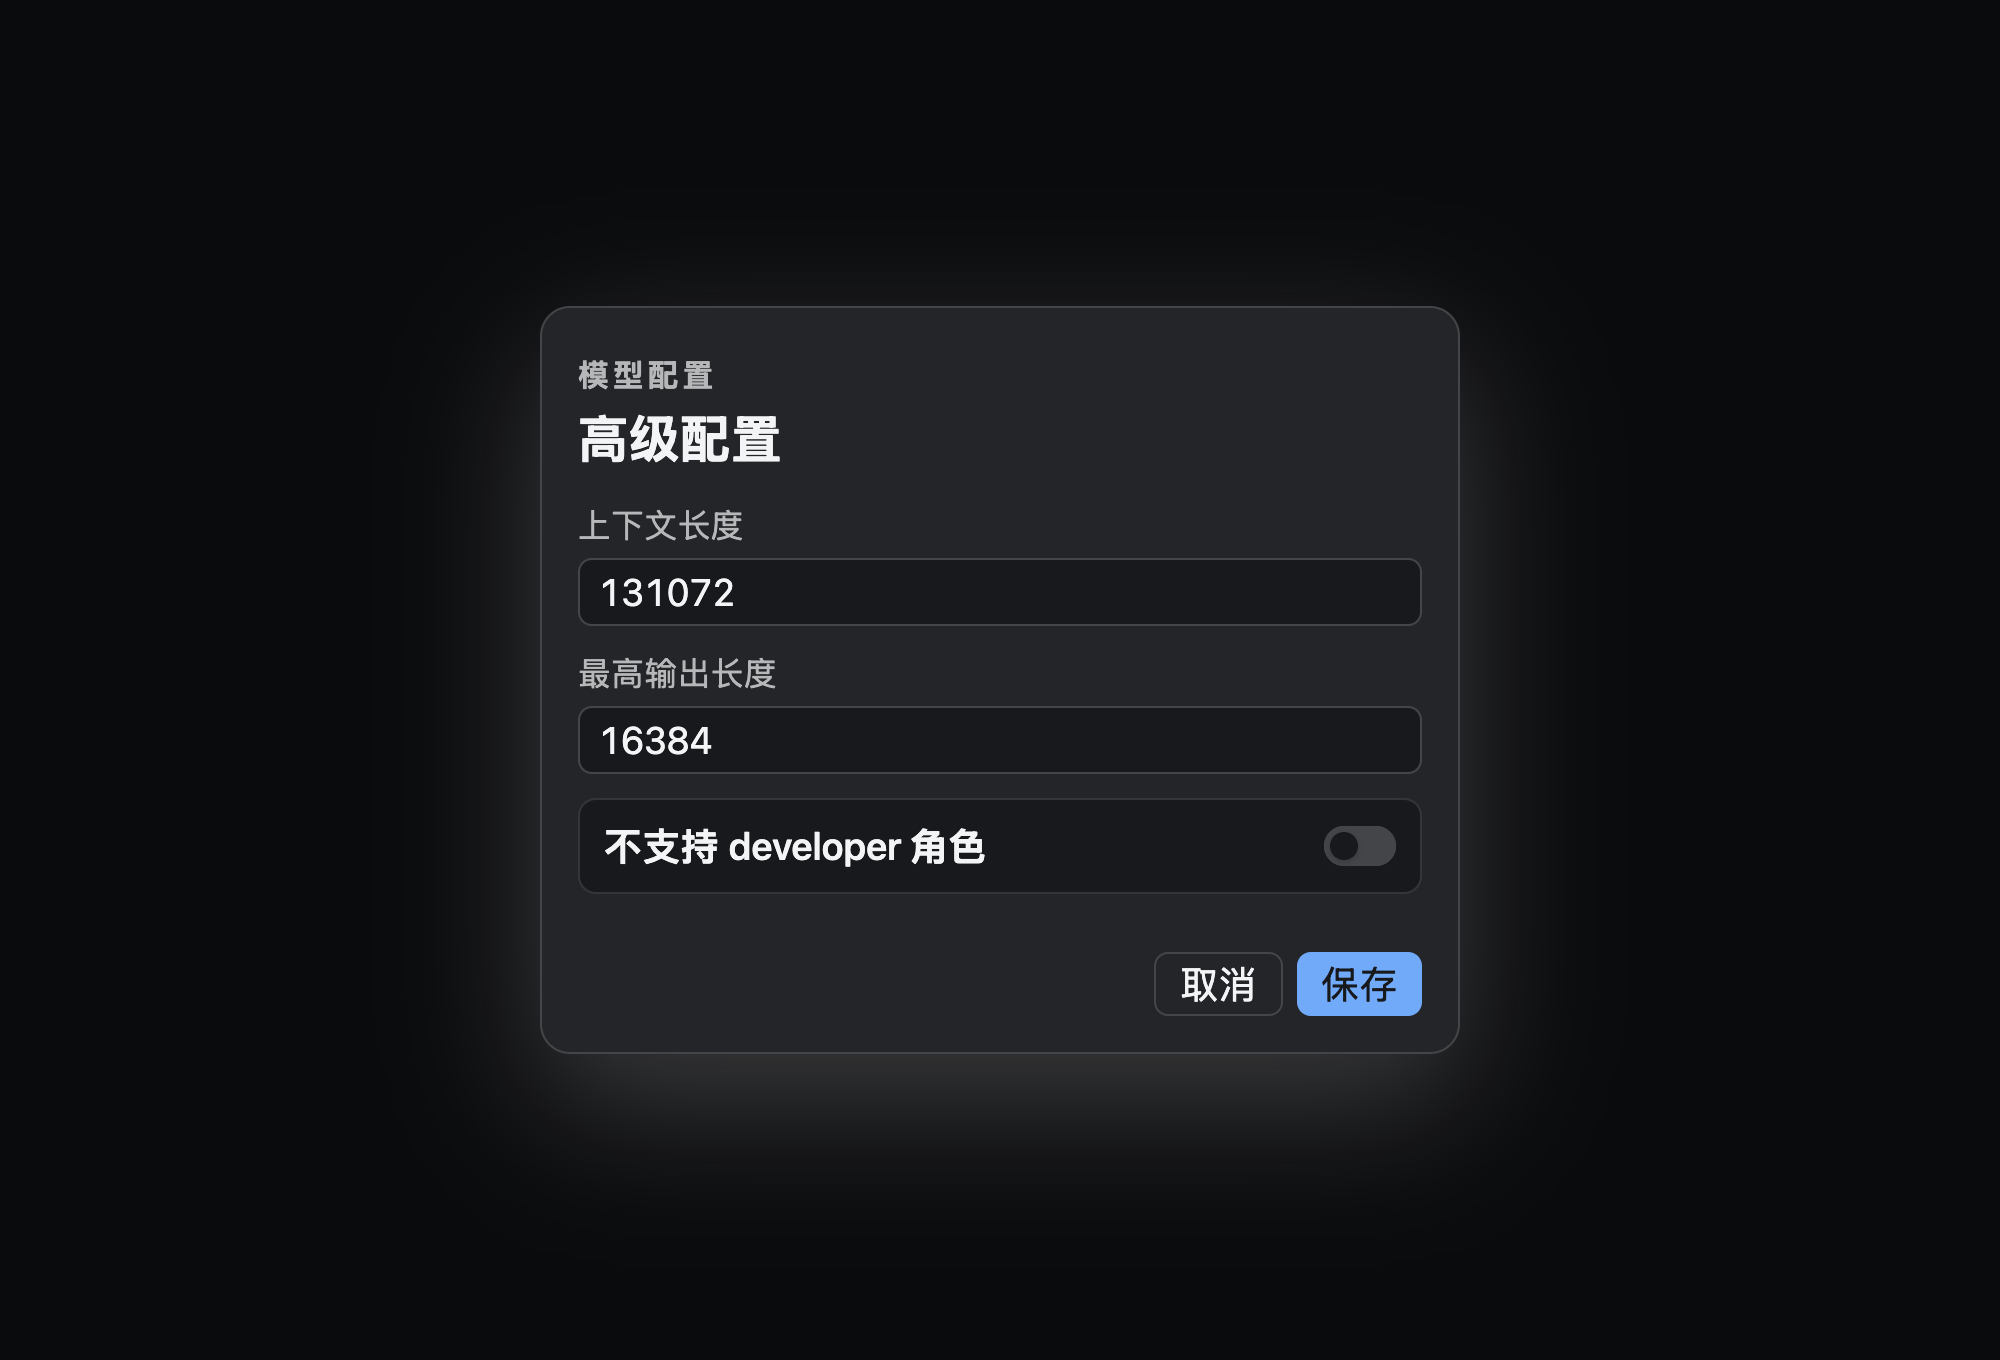 模型配置
高级配置
上下文长度
131072
最高输出长度
16384
不支持 developer 角色
取消
保存